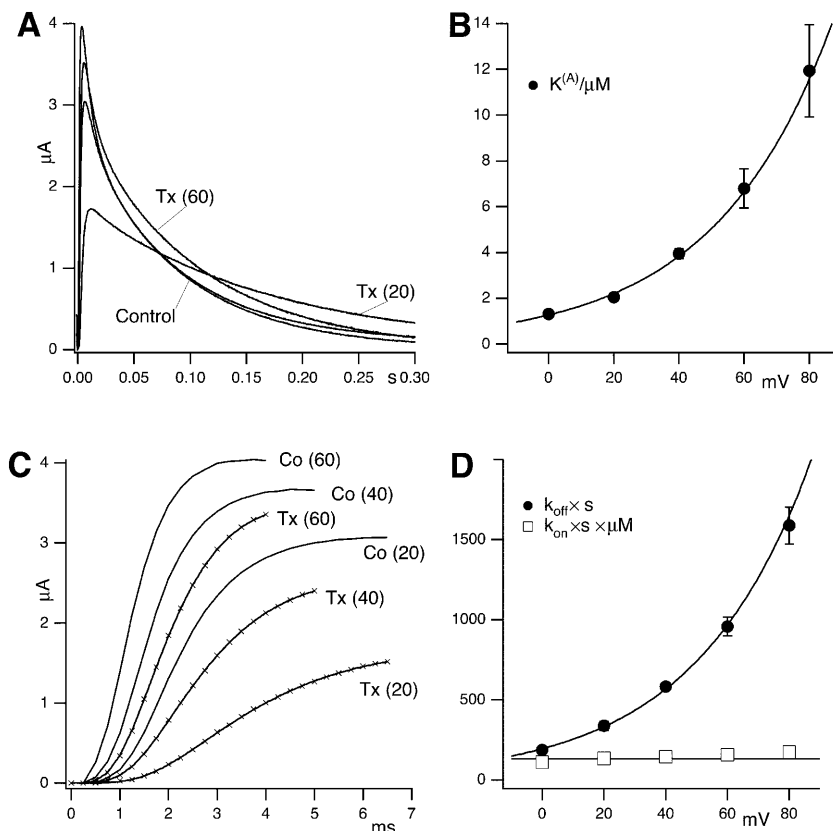 A
4
3
μA
2
1
0
Tx (60)
Tx (20)
Control
0.00 0.05 0.10 0.15 0.20 0.25 s 0.30
B
14
12
10
8
6
4
2
0
K(A)/μM
0 20 40 60 mV 80
C
4
3
μA
2
1
0
Co (60)
Co (40)
Tx (60)
Co (20)
Tx (40)
Tx (20)
0 1 2 3 4 5 6 7
ms
D
koff× s
kon ×s ×μM
1500
1000
500
0
0 20 40 60 80
mV